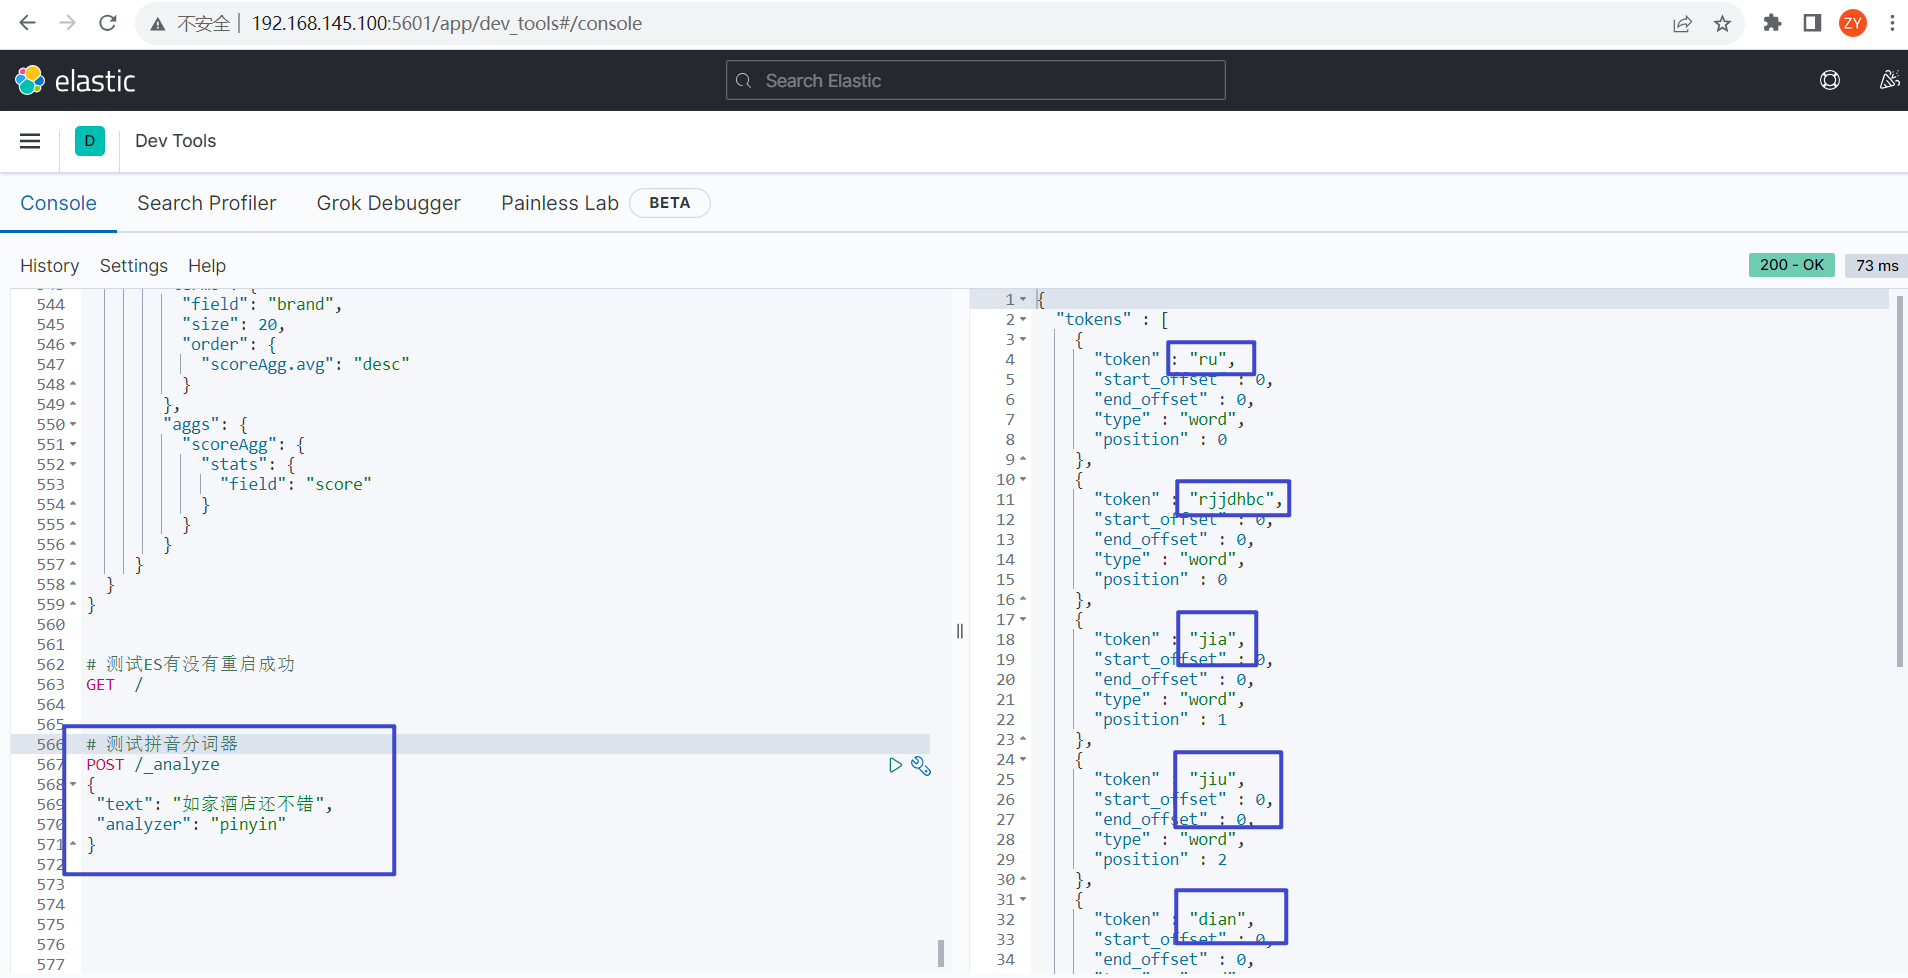 不安全 192.168.145.100:5601/app/dev_tools#/console ZY
elastic
Search Elastic
D Dev Tools
Console Search Profiler Grok Debugger Painless Lab BETA
History Settings Help
200 - OK 73 ms
544 "field": "brand",
545 "size": 20,
546 "order": {
547 "scoreAgg.avg": "desc"
548 }
549 },
550 "aggs": {
551 "scoreAgg": {
552 "stats": {
553 "field": "score"
554 }
555 }
556 }
557 }
558 }
559 }
560
561
562 # 测试ES有没有重启成功
563 GET /
564
565
566 # 测试拼音分词器
567 POST /_analyze
568 {
569 "text": "如家酒店还不错",
570 "analyzer": "pinyin"
571 }
572
573
574
575
576
577
1 {
2 "tokens" : [
3 {
4 "token" : "ru",
5 "start_offset" : 0,
6 "end_offset" : 0,
7 "type" : "word",
8 "position" : 0
9 },
10 {
11 "token" : "rjjdhbc",
12 "start_offset" : 0,
13 "end_offset" : 0,
14 "type" : "word",
15 "position" : 0
16 },
17 {
18 "token" : "jia",
19 "start_offset" : 0,
20 "end_offset" : 0,
21 "type" : "word",
22 "position" : 1
23 },
24 {
25 "token" : "jiu",
26 "start_offset" : 0,
27 "end_offset" : 0,
28 "type" : "word",
29 "position" : 2
30 },
31 {
32 "token" : "dian",
33 "start_offset" : 0,
34 "end_offset" : 0,